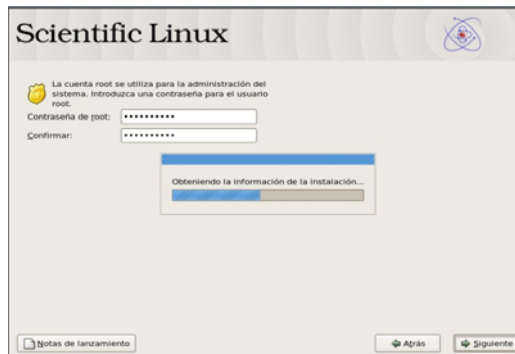 Scientific Linux
La cuenta root se utiliza para la administración del
sistema. Introduzca una contraseña para el usuario
root.
Contraseña de root: ••••••••••
Confirmar: ••••••••••
Obteniendo la información de la instalación...
Notas de lanzamiento
Atrás
Siguiente